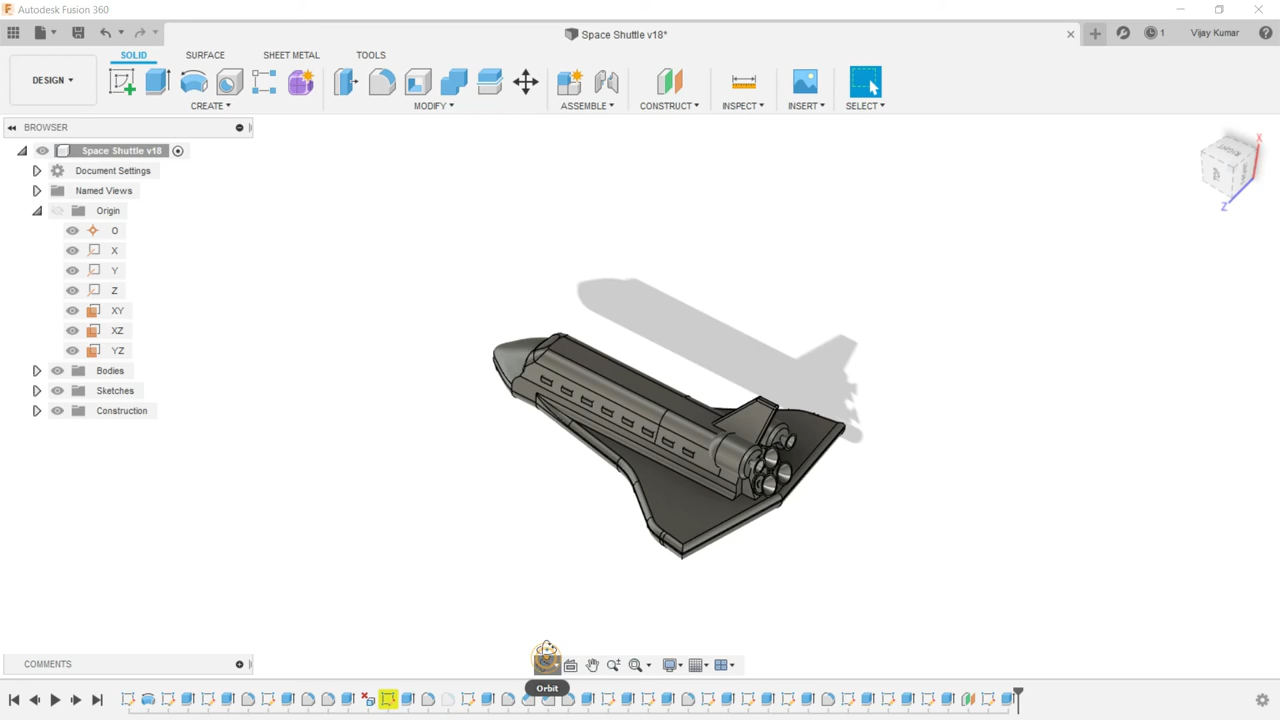 Autodesk Fusion 360
Space Shuttle v18*
1
Vijay Kumar
DESIGN
SOLID
SURFACE
SHEET METAL
TOOLS
CREATE
MODIFY
ASSEMBLE
CONSTRUCT
INSPECT
INSERT
SELECT
BROWSER
Space Shuttle v18
Document Settings
Named Views
Origin
O
X
Y
Z
XY
XZ
YZ
Bodies
Sketches
Construction
X
RIGHT
TOP
Z
COMMENTS
Orbit